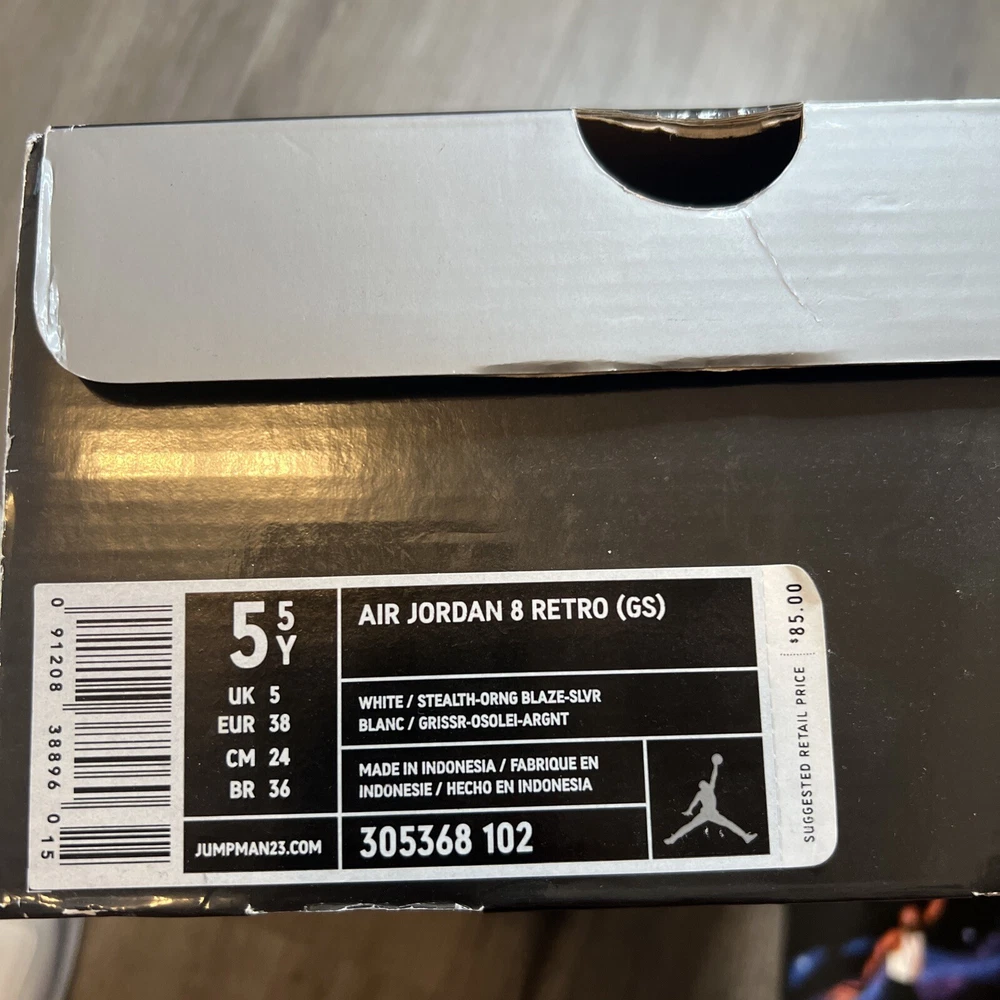 0 91208 38896 0 15
5 5
Y
UK 5
EUR 38
CM 24
BR 36
JUMPMAN23.COM
AIR JORDAN 8 RETRO (GS)
WHITE / STEALTH-ORNG BLAZE-SLVR
BLANC / GRISSR-OSOLEI-ARGNT
MADE IN INDONESIA / FABRIQUE EN
INDONESIE / HECHO EN INDONESIA
305368 102
SUGGESTED RETAIL PRICE $85.00